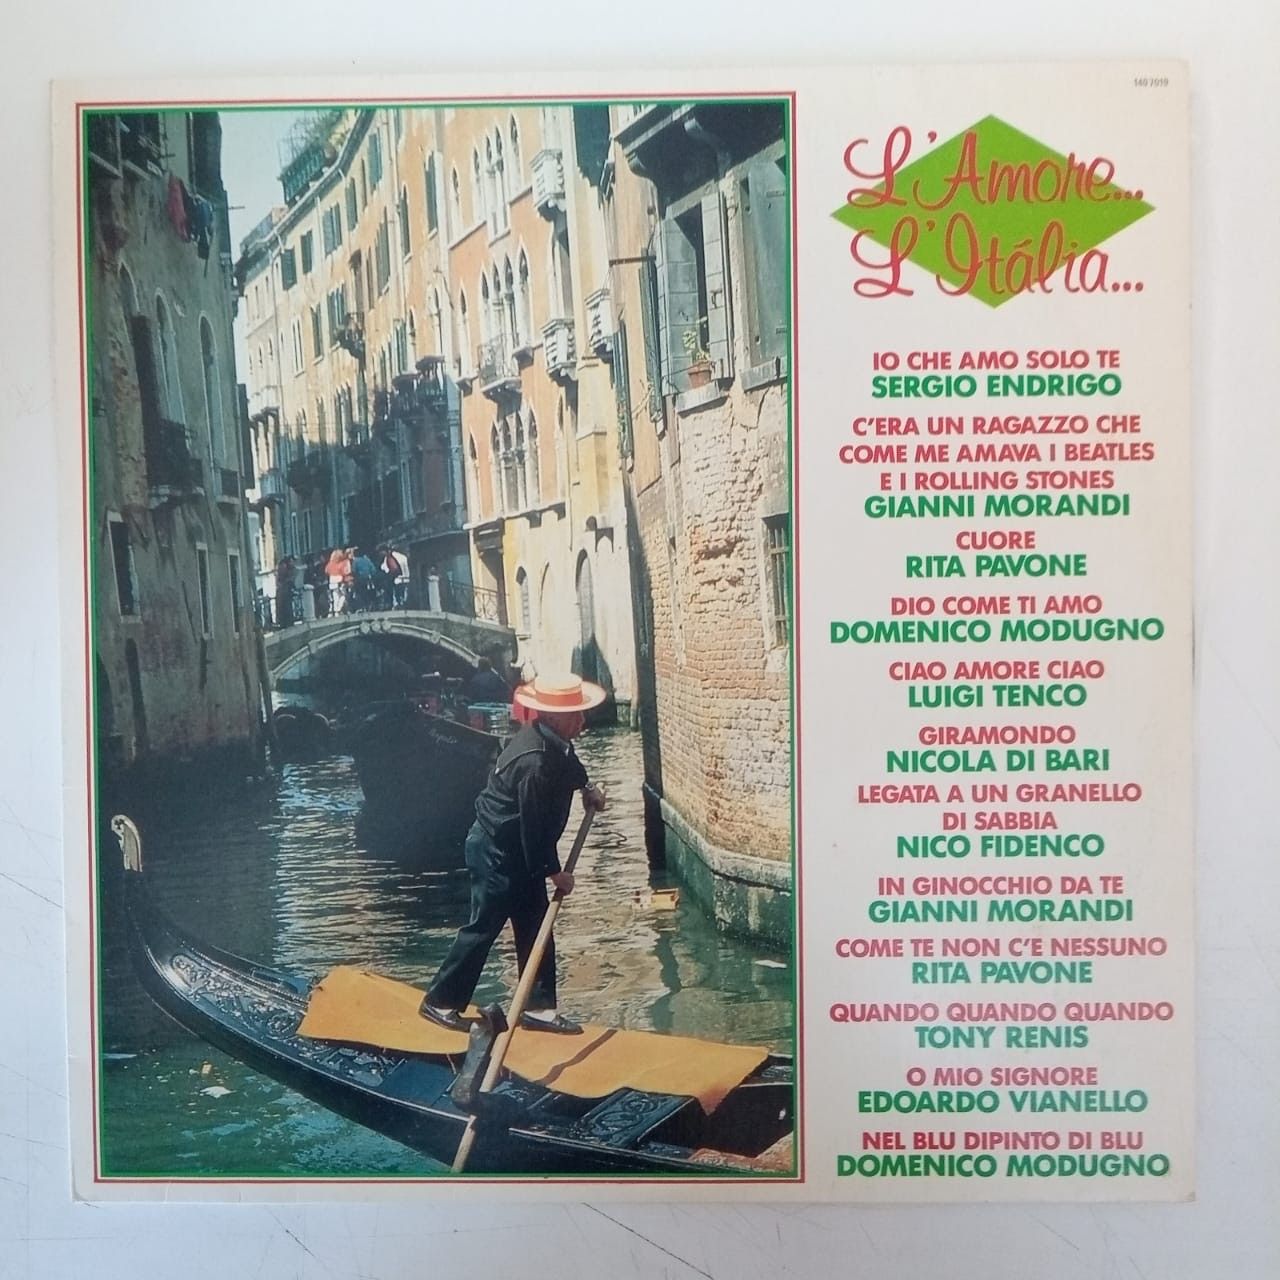 140 7019
L'Amore...
L'Itália...
IO CHE AMO SOLO TE
SERGIO ENDRIGO
C'ERA UN RAGAZZO CHE
COME ME AMAVA I BEATLES
E I ROLLING STONES
GIANNI MORANDI
CUORE
RITA PAVONE
DIO COME TI AMO
DOMENICO MODUGNO
CIAO AMORE CIAO
LUIGI TENCO
GIRAMONDO
NICOLA DI BARI
LEGATA A UN GRANELLO
DI SABBIA
NICO FIDENCO
IN GINOCCHIO DA TE
GIANNI MORANDI
COME TE NON C'E NESSUNO
RITA PAVONE
QUANDO QUANDO QUANDO
TONY RENIS
O MIO SIGNORE
EDOARDO VIANELLO
NEL BLU DIPINTO DI BLU
DOMENICO MODUGNO